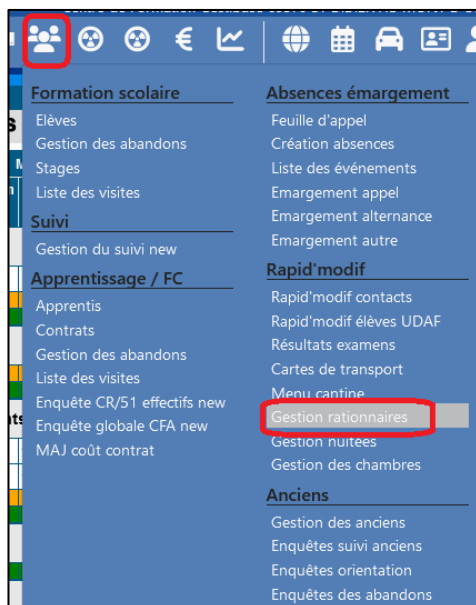 Formation scolaire
Elèves
Gestion des abandons
Stages
Liste des visites
Suivi
Gestion du suivi new
Apprentissage / FC
Apprentis
Contrats
Gestion des abandons
Liste des visites
Enquête CR/51 effectifs new
Enquête globale CFA new
MAJ coût contrat
Absences émargement
Feuille d'appel
Création absences
Liste des événements
Emargement appel
Emargement alternance
Emargement autre
Rapid'modif
Rapid'modif contacts
Rapid'modif élèves UDAF
Résultats examens
Cartes de transport
Menu cantine
Gestion rationnaires
Gestion nuitées
Gestion des chambres
Anciens
Gestion des anciens
Enquêtes suivi anciens
Enquêtes orientation
Enquêtes des abandons